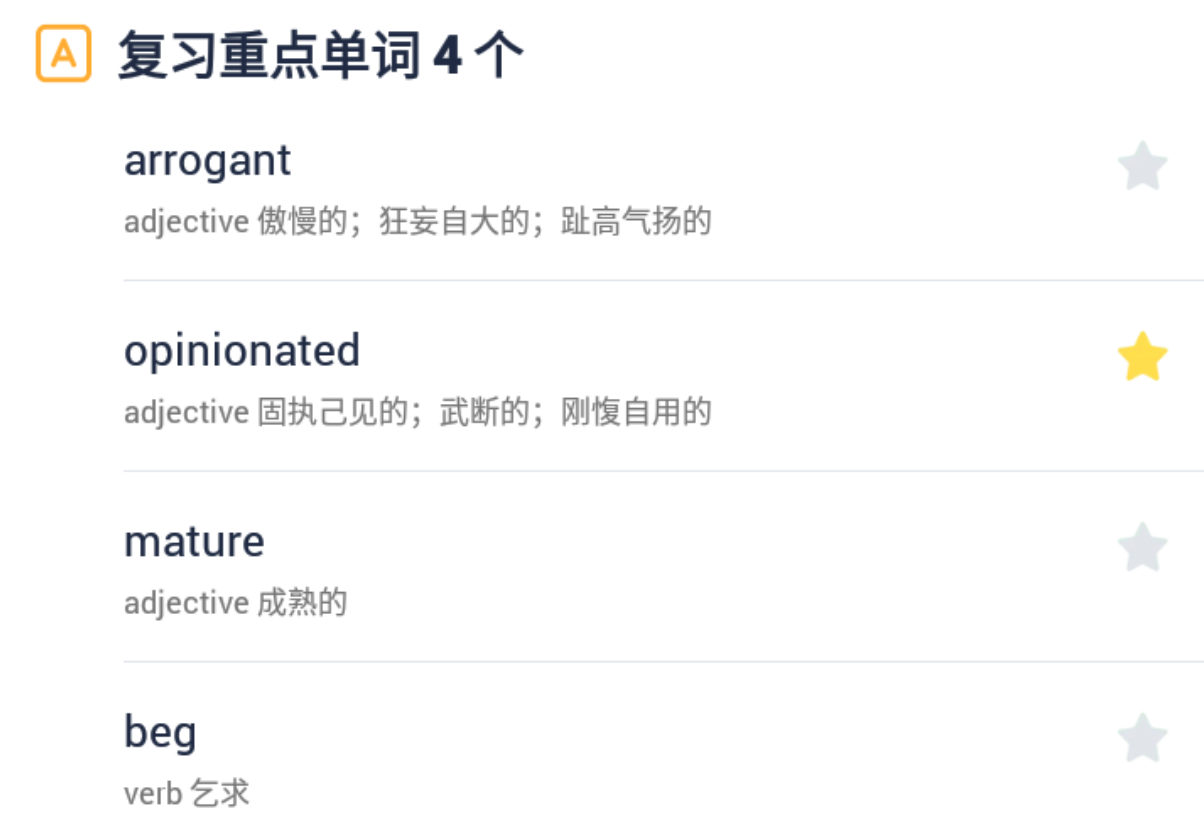 A 复习重点单词 4 个
arrogant
adjective 傲慢的；狂妄自大的；趾高气扬的
opinionated
adjective 固执己见的；武断的；刚愎自用的
mature
adjective 成熟的
beg
verb 乞求